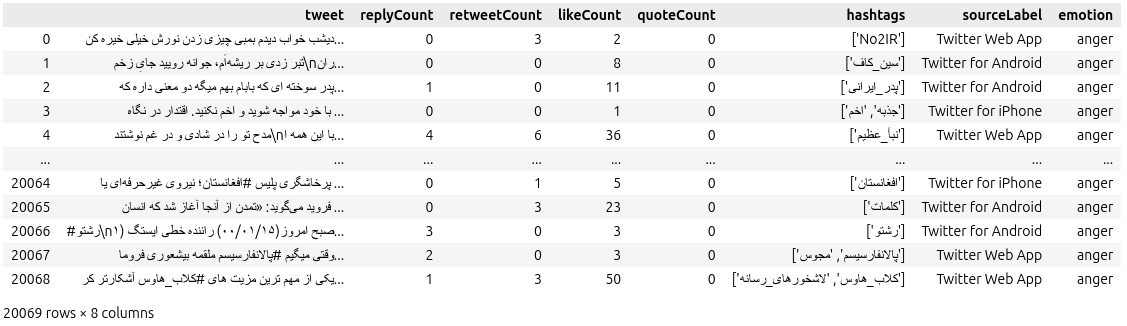 tweet replyCount retweetCount likeCount quoteCount hashtags sourceLabel emotion
0 دیشب خواب دیدم بمبی چیزی زدن نورش خیلی خیره کن... 0 3 2 0 ['No2IR'] Twitter Web App anger
1 تبر زدی بر ریشه‌اَم، جوانه رویید جایِ زخم\nران... 0 0 8 0 ['سین_کاف'] Twitter for Android anger
2 پدر سوخته ای که بابام بهم میگه دو معنی داره که... 1 0 11 0 ['پدر_ایرانی'] Twitter for Android anger
3 با خود مواجه شوید و اخم نکنید. اقتدار در نگاه ... 0 0 1 0 ['جذبه', 'اخم'] Twitter for iPhone anger
4 مدح تو را در شادی و در غم نوشتند\nبا این همه ا... 4 6 36 0 ['نبأ_عظیم'] Twitter Web App anger
... ... ... ... ... ... ... ... ...
20064 پرخاشگری پلیس #افغانستان؛ نیروی غیرحرفه‌ای یا ... 0 1 5 0 ['افغانستان'] Twitter for iPhone anger
20065 فروید می‌گوید: «تمدن از آنجا آغاز شد که انسان ... 0 3 23 0 ['کلمات'] Twitter for Android anger
20066 #رشتو\n۱) راننده خطی ایستگ (۰۰/۰۱/۱۵)صبح امروز... 3 0 3 0 ['رشتو'] Twitter for Android anger
20067 وقتی میگیم #پالانفارسیسم ملقمه بیشعوری فروما... 2 0 3 0 ['پالانفارسیسم', 'مجوس'] Twitter Web App anger
20068 یکی از مهم ترین مزیت های #کلاب_هاوس آشکارتر کر... 1 3 50 0 ['کلاب_هاوس', 'لاشخورهای_رسانه'] Twitter Web App anger
20069 rows × 8 columns